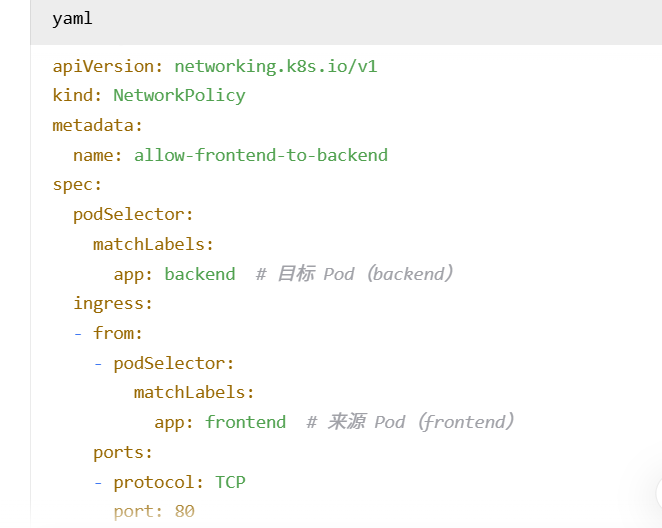 yaml
apiVersion: networking.k8s.io/v1
kind: NetworkPolicy
metadata:
  name: allow-frontend-to-backend
spec:
  podSelector:
    matchLabels:
      app: backend  # 目标 Pod（backend）
  ingress:
  - from:
    - podSelector:
        matchLabels:
          app: frontend  # 来源 Pod（frontend）
    ports:
    - protocol: TCP
      port: 80